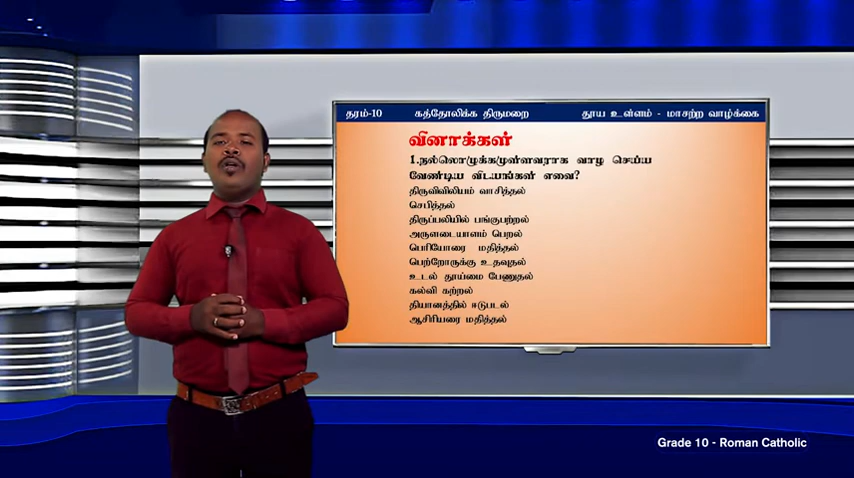 தரம்-10 கத்தோலிக்க திருமறை தூய உள்ளம் - மாசற்ற வாழ்க்கை
வினாக்கள்
1.நல்லொழுக்கமுள்ளவராக வாழ செய்ய
வேண்டிய விடயங்கள் எவை?
திருவிவிலியம் வாசித்தல்
செபித்தல்
திருப்பலியில் பங்குபற்றல்
அருளடையாளம் பெறல்
பெரியோரை மதித்தல்
பெற்றோருக்கு உதவுதல்
உடல் தூய்மை பேணுதல்
கல்வி கற்றல்
தியானத்தில் ஈடுபடல்
ஆசிரியரை மதித்தல்
Grade 10 - Roman Catholic